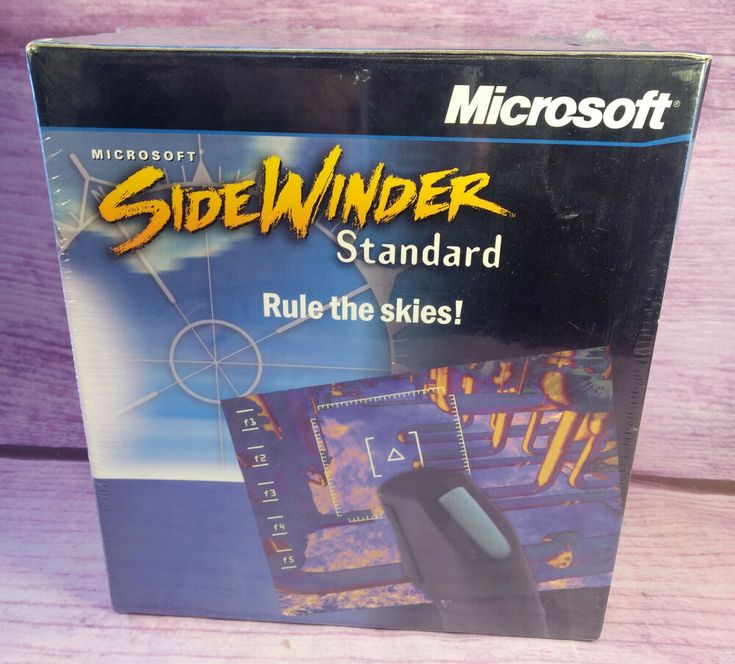 Microsoft®
MICROSOFT®
SIDEWINDER
Standard
Rule the skies!
f1
f2
f3
f4
f5